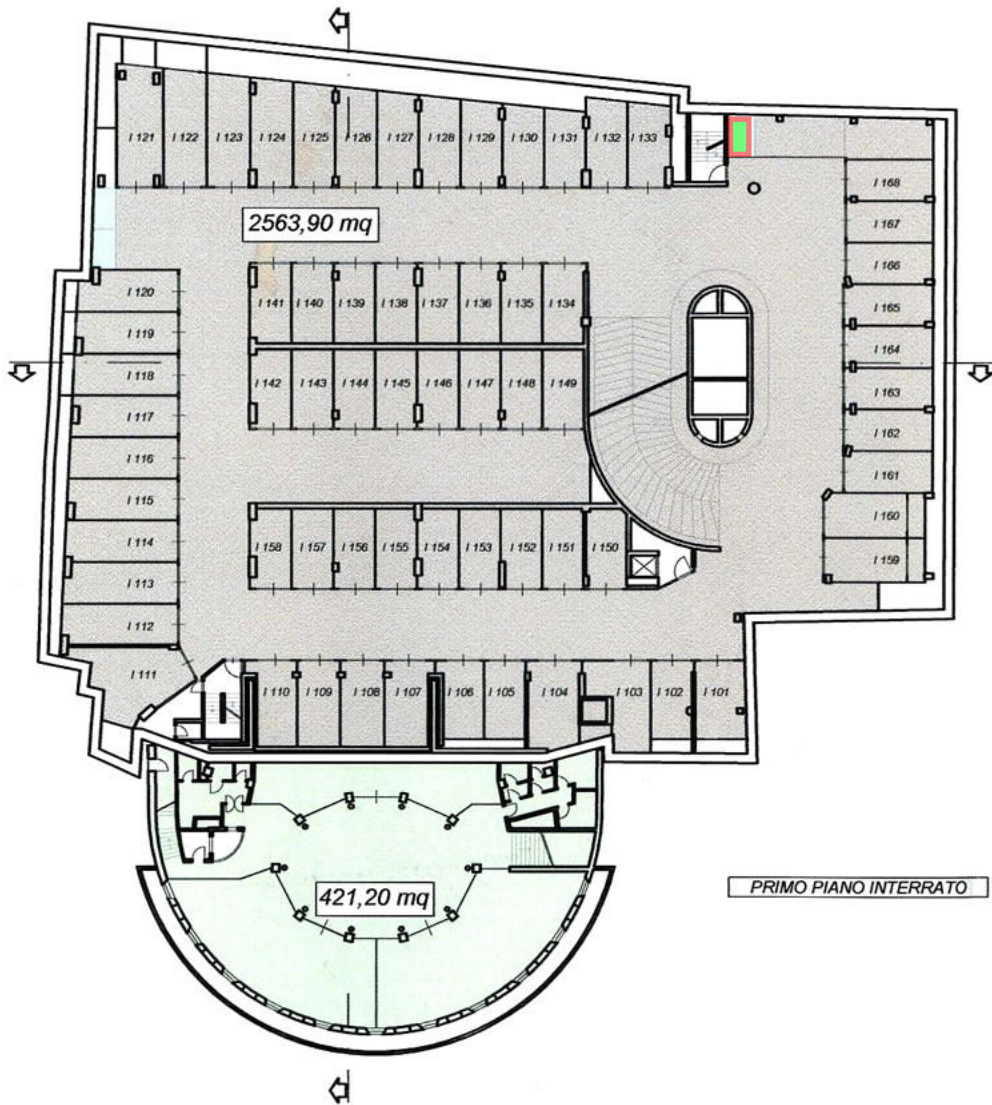 I 121 I 122 I 123 I 124 I 125 I 126 I 127 I 128 I 129 I 130 I 131 I 132 I 133
2563,90 mq
I 168
I 167
I 166
I 165
I 164
I 163
I 162
I 161
I 160
I 159
I 120
I 119
I 118
I 117
I 116
I 115
I 114
I 113
I 112
I 111
I 141 I 140 I 139 I 138 I 137 I 136 I 135 I 134
I 142 I 143 I 144 I 145 I 146 I 147 I 148 I 149
I 158 I 157 I 156 I 155 I 154 I 153 I 152 I 151 I 150
I 110 I 109 I 108 I 107 I 106 I 105 I 104 I 103 I 102 I 101
421,20 mq
PRIMO PIANO INTERRATO